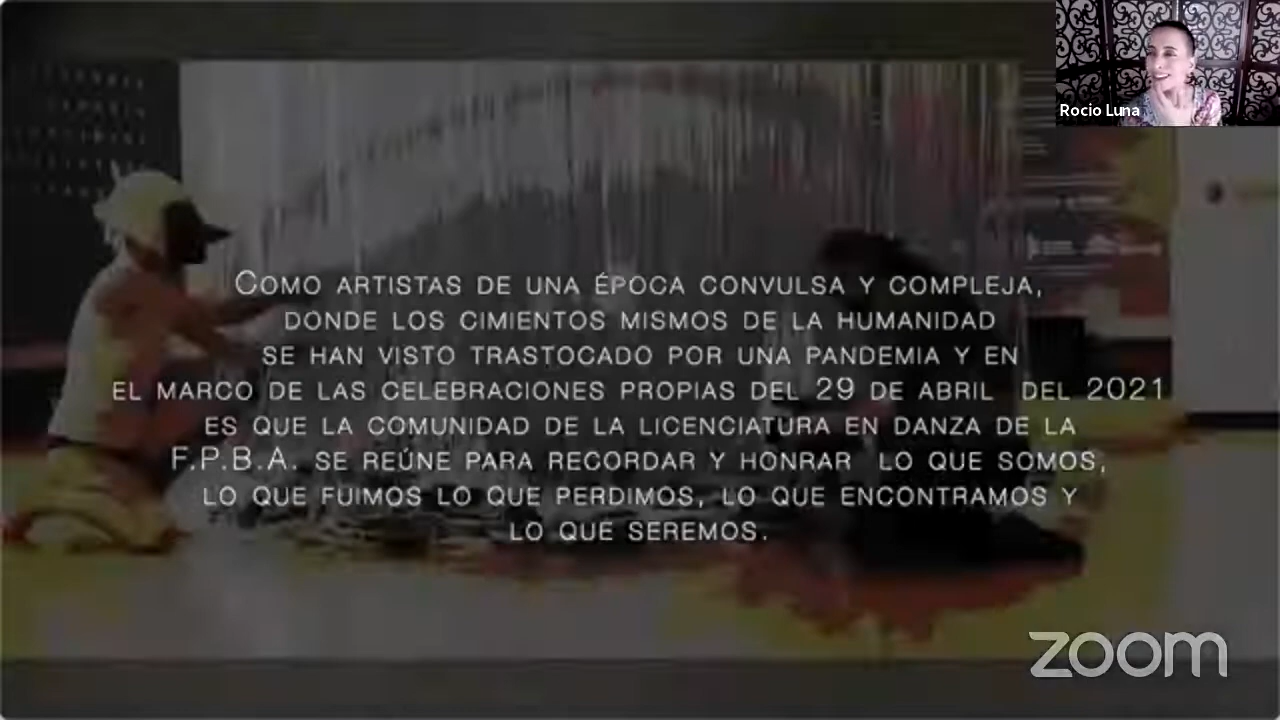 Rocio Luna
COMO ARTISTAS DE UNA ÉPOCA CONVULSA Y COMPLEJA,
DONDE LOS CIMIENTOS MISMOS DE LA HUMANIDAD
SE HAN VISTO TRASTOCADO POR UNA PANDEMIA Y EN
EL MARCO DE LAS CELEBRACIONES PROPIAS DEL 29 DE ABRIL DEL 2021
ES QUE LA COMUNIDAD DE LA LICENCIATURA EN DANZA DE LA
F.P.B.A. SE REÚNE PARA RECORDAR Y HONRAR LO QUE SOMOS,
LO QUE FUIMOS LO QUE PERDIMOS, LO QUE ENCONTRAMOS Y
LO QUE SEREMOS.
zoom